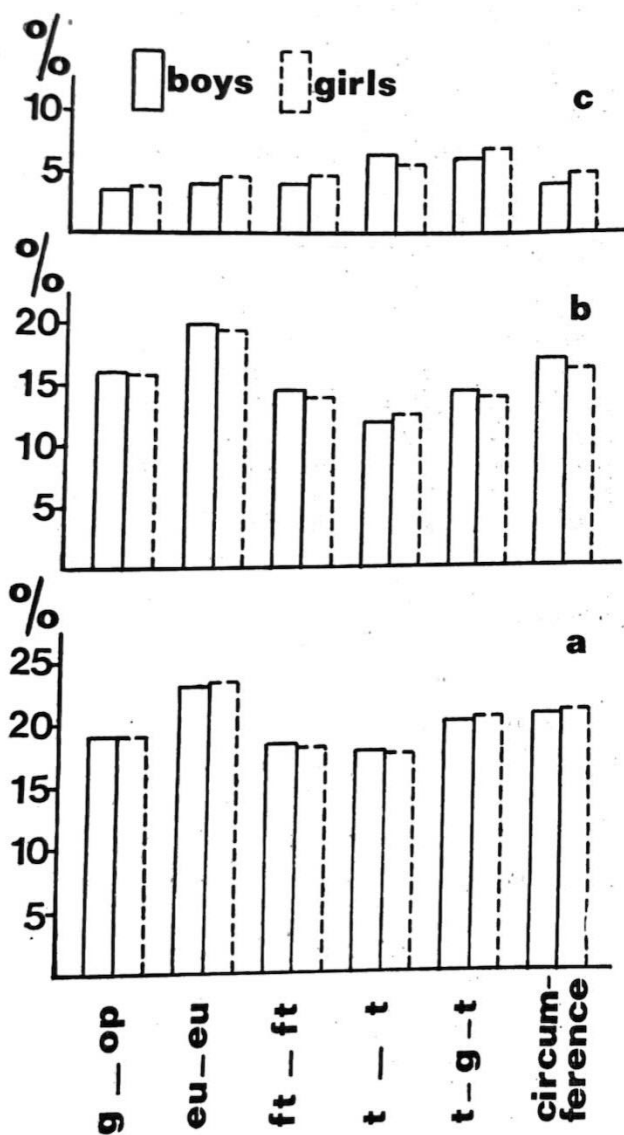 %
boys girls
c
10
5
%
b
20
15
10
5
%
a
25
20
15
10
5
g — op
eu — eu
ft — ft
t — t
t – g – t
circum-
ference